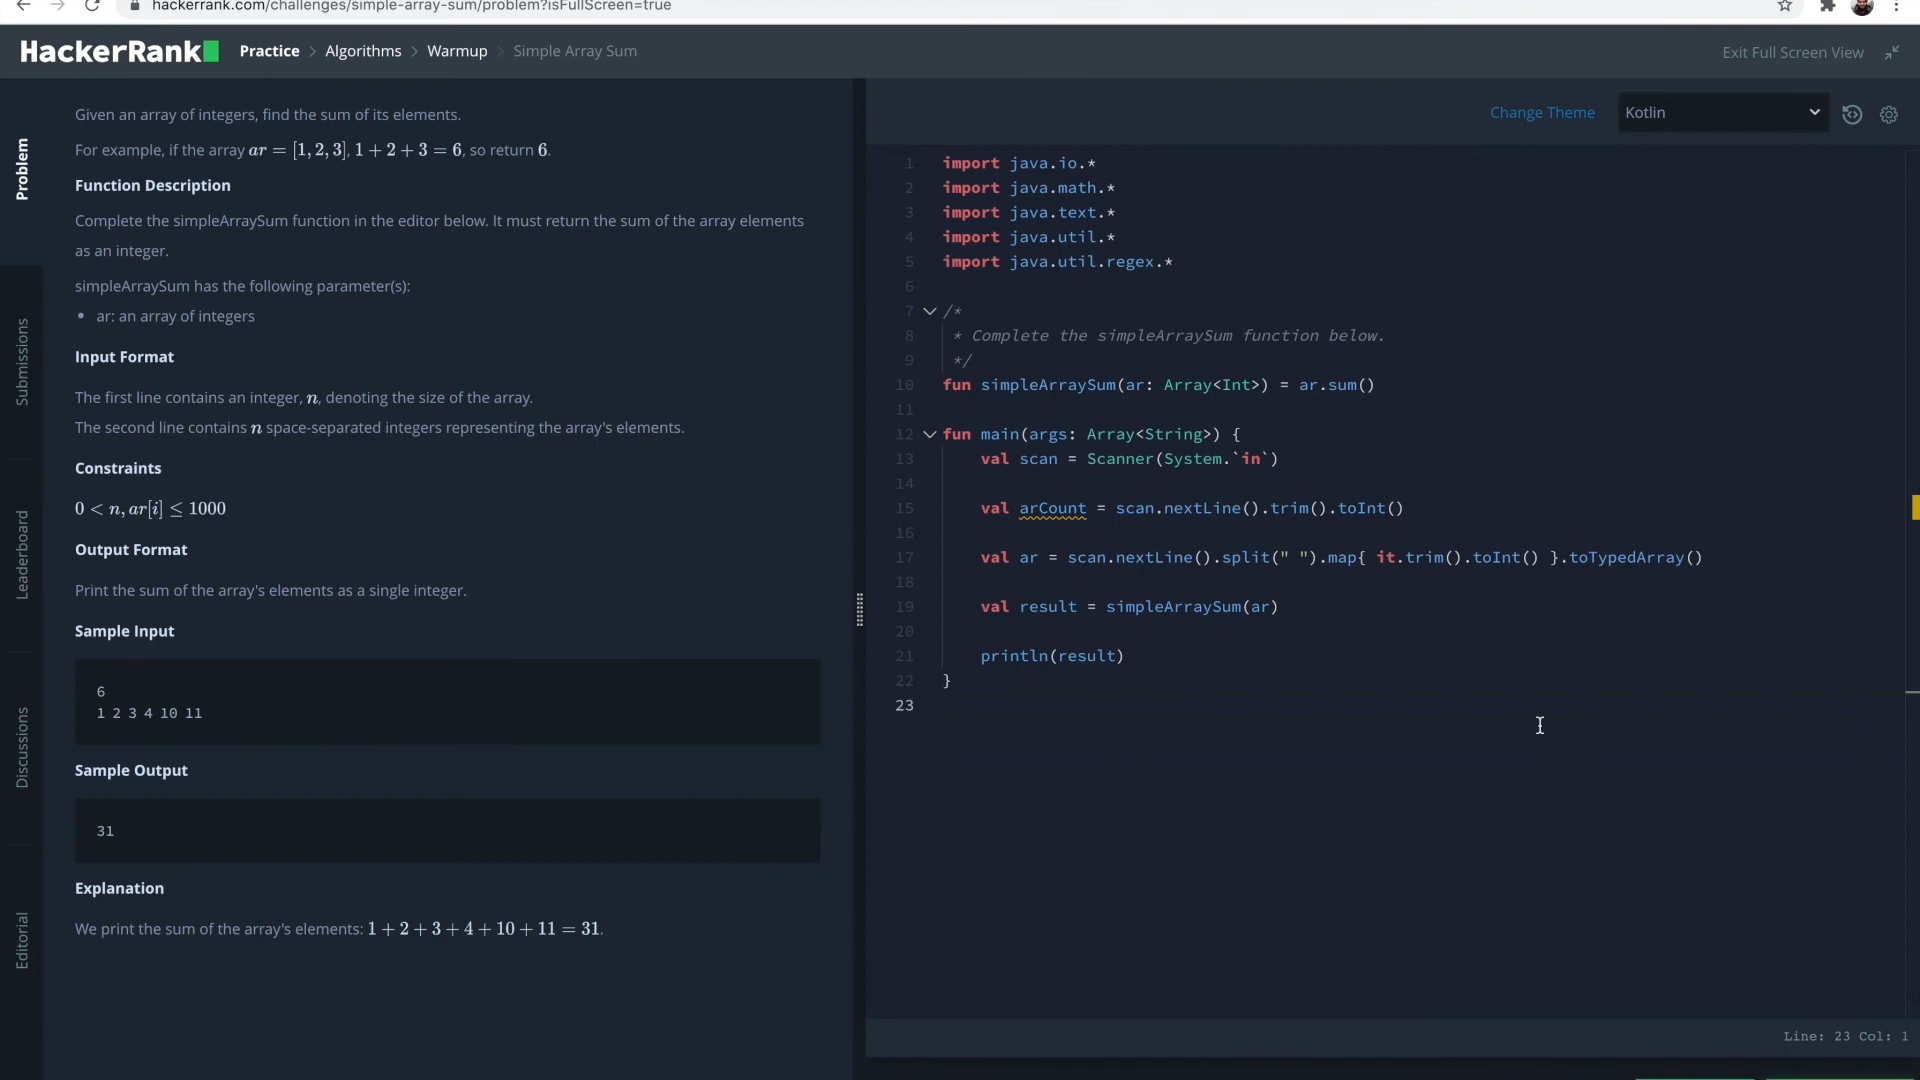 hackerrank.com/challenges/simple-array-sum/problem?isFullScreen=true
HackerRank Practice > Algorithms > Warmup > Simple Array Sum
Exit Full Screen View
Problem
Submissions
Leaderboard
Discussions
Editorial
Given an array of integers, find the sum of its elements.
For example, if the array ar = [1, 2, 3], 1 + 2 + 3 = 6, so return 6.
Function Description
Complete the simpleArraySum function in the editor below. It must return the sum of the array elements
as an integer.
simpleArraySum has the following parameter(s):
• ar: an array of integers
Input Format
The first line contains an integer, n, denoting the size of the array.
The second line contains n space-separated integers representing the array's elements.
Constraints
0 < n, ar[i] ≤ 1000
Output Format
Print the sum of the array's elements as a single integer.
Sample Input
6
1 2 3 4 10 11
Sample Output
31
Explanation
We print the sum of the array's elements: 1 + 2 + 3 + 4 + 10 + 11 = 31.
Change Theme
Kotlin
1 import java.io.*
2 import java.math.*
3 import java.text.*
4 import java.util.*
5 import java.util.regex.*
6
7 /*
8  * Complete the simpleArraySum function below.
9  */
10 fun simpleArraySum(ar: Array<Int>) = ar.sum()
11
12 fun main(args: Array<String>) {
13     val scan = Scanner(System.`in`)
14
15     val arCount = scan.nextLine().trim().toInt()
16
17     val ar = scan.nextLine().split(" ").map{ it.trim().toInt() }.toTypedArray()
18
19     val result = simpleArraySum(ar)
20
21     println(result)
22 }
23
Line: 23 Col: 1